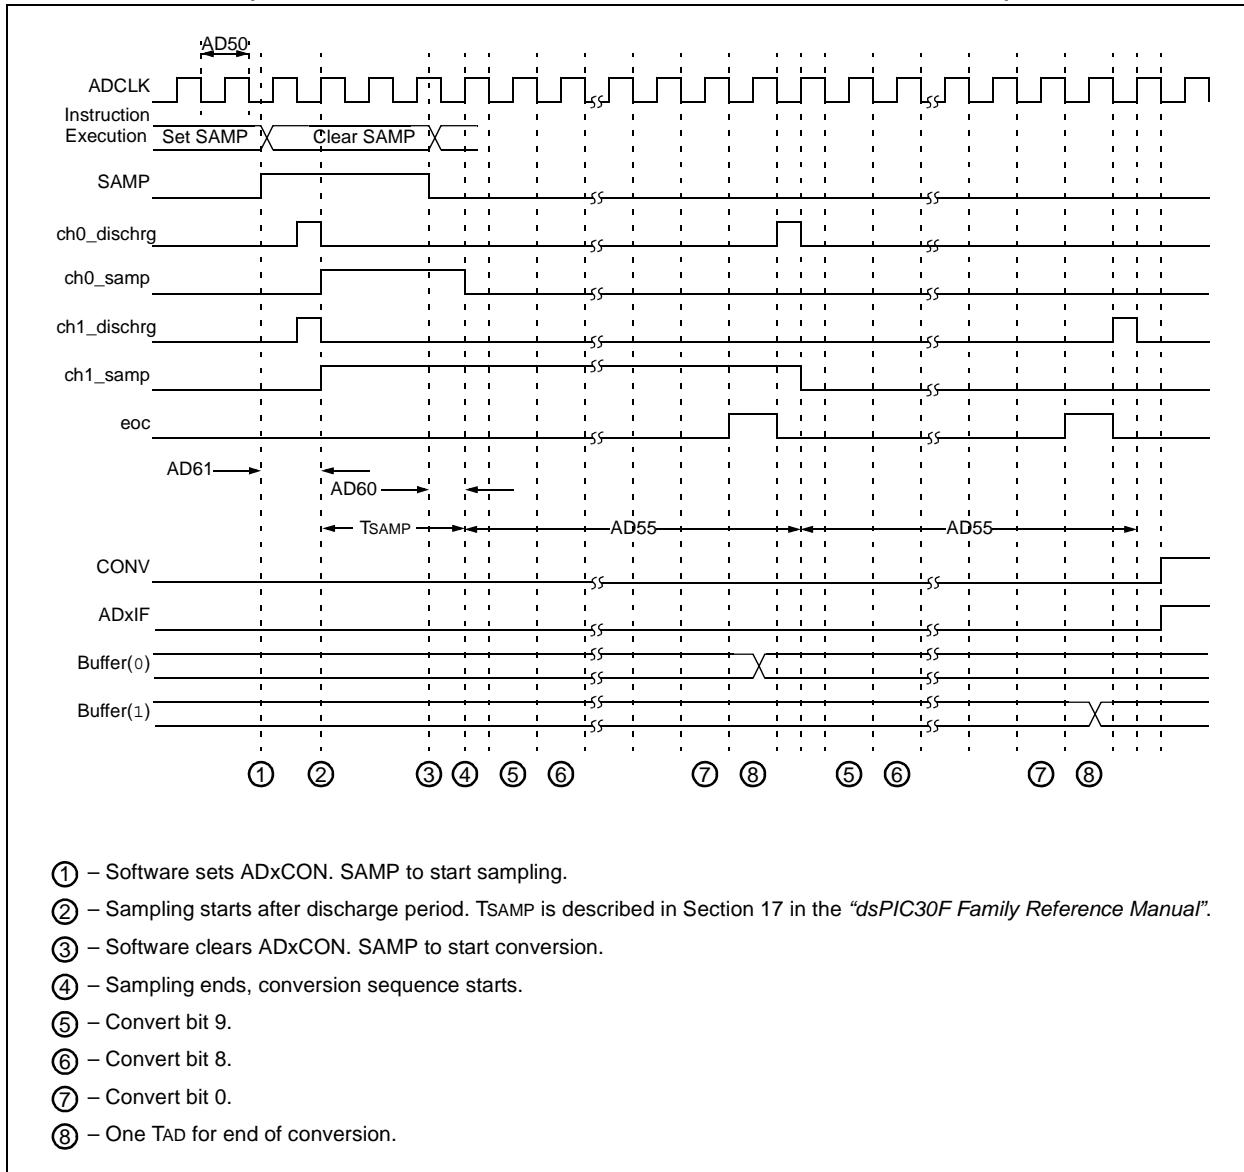 AD50
ADCLK
Instruction
Execution Set SAMP Clear SAMP
SAMP
ch0_dischrg
ch0_samp
ch1_dischrg
ch1_samp
eoc
AD61
AD60
TSAMP AD55 AD55
CONV
ADxIF
Buffer(0)
Buffer(1)
1 2 3 4 5 6 7 8 5 6 7 8
1 – Software sets ADxCON. SAMP to start sampling.
2 – Sampling starts after discharge period. TSAMP is described in Section 17 in the “dsPIC30F Family Reference Manual”.
3 – Software clears ADxCON. SAMP to start conversion.
4 – Sampling ends, conversion sequence starts.
5 – Convert bit 9.
6 – Convert bit 8.
7 – Convert bit 0.
8 – One TAD for end of conversion.